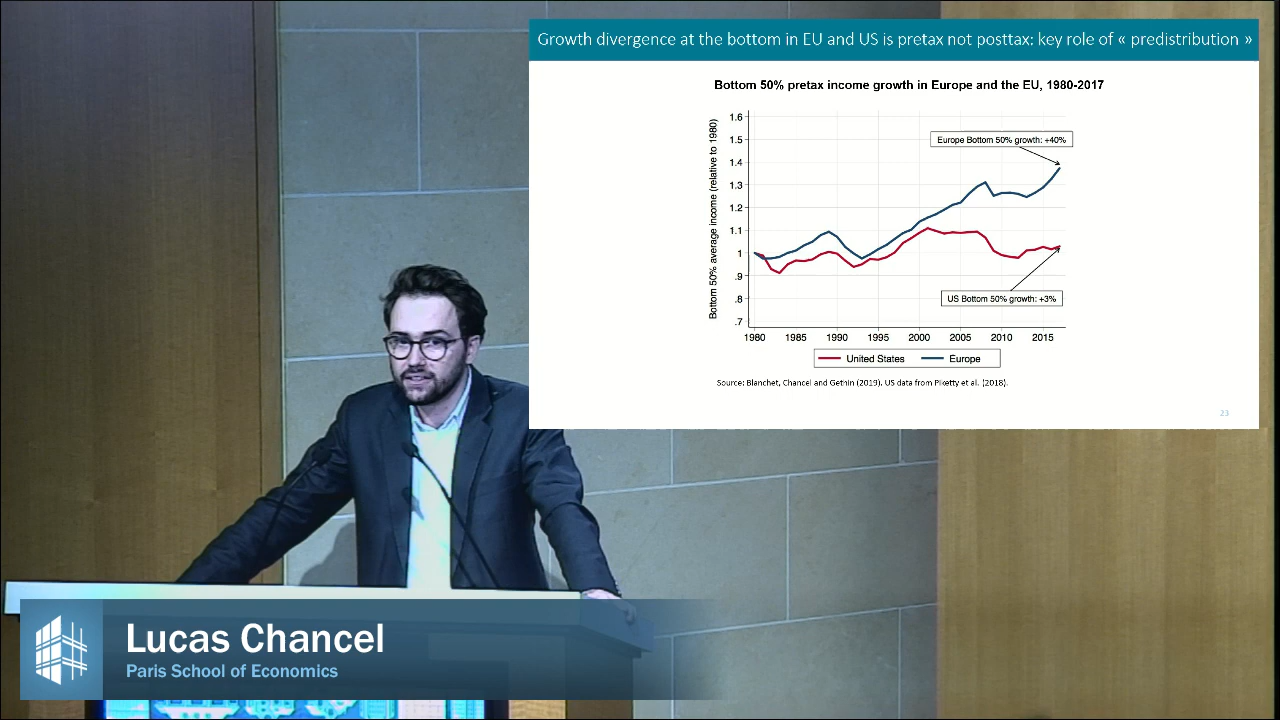 Growth divergence at the bottom in EU and US is pretax not posttax: key role of « predistribution »
Bottom 50% pretax income growth in Europe and the EU, 1980-2017
Bottom 50% average income (relative to 1980)
1.6
1.5
1.4
1.3
1.2
1.1
1
.9
.8
.7
Europe Bottom 50% growth: +40%
US Bottom 50% growth: +3%
1980 1985 1990 1995 2000 2005 2010 2015
United States Europe
Source: Blanchet, Chancel and Gethin (2019). US data from Piketty et al. (2018).
23
Lucas Chancel
Paris School of Economics